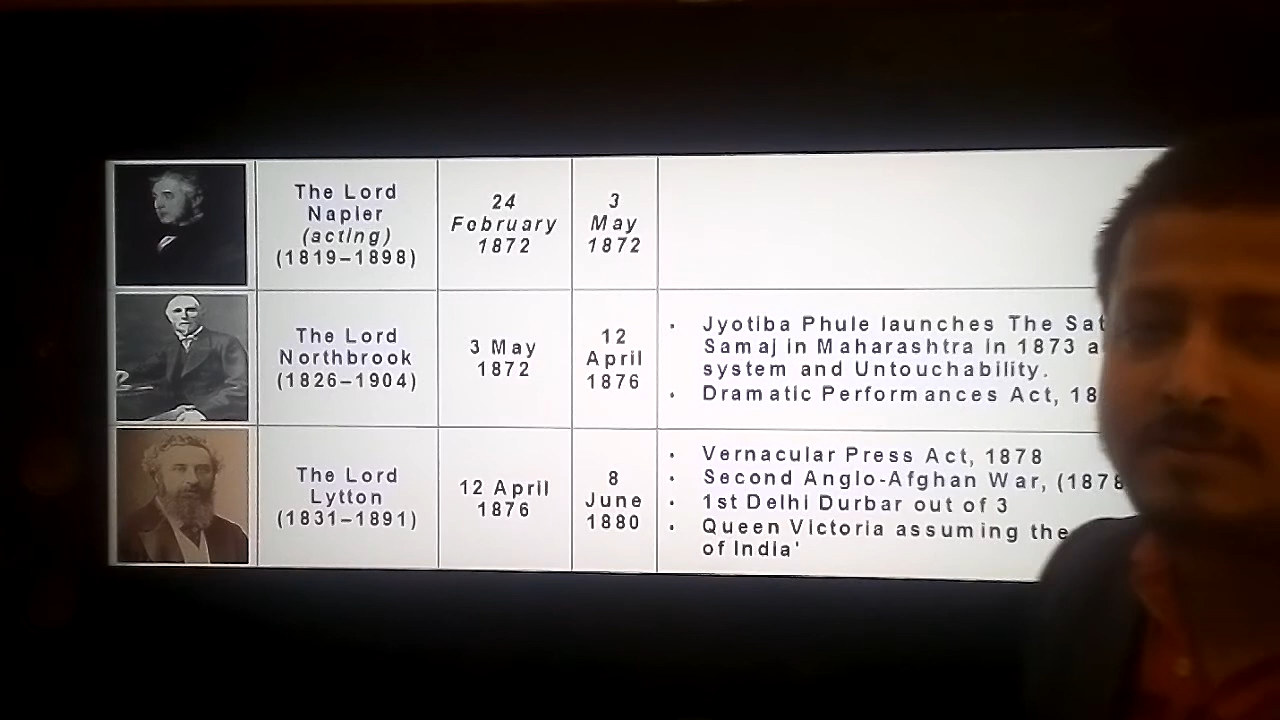 The Lord
Napier
(acting)
(1819–1898)
24
February
1872
3
May
1872
The Lord
Northbrook
(1826–1904)
3 May
1872
12
April
1876
Jyotiba Phule launches The
Samaj in Maharashtra in 1873
system and Untouchability.
Dramatic Performances Act,
The Lord
Lytton
(1831–1891)
12 April
1876
8
June
1880
Vernacular Press Act, 1878
Second Anglo-Afghan War, (1878
1st Delhi Durbar out of 3
Queen Victoria assuming the
of India'